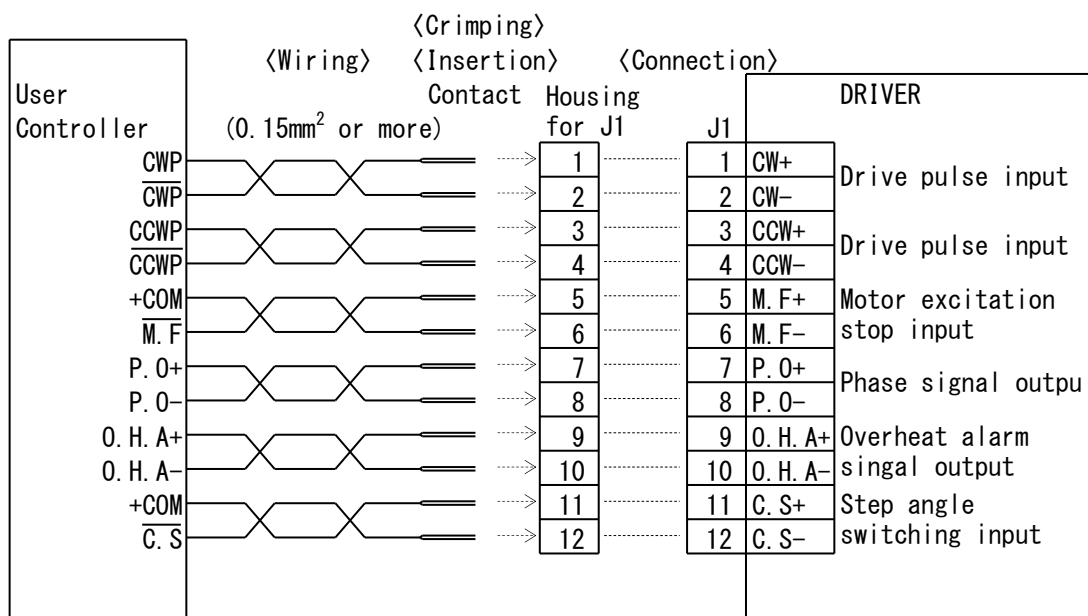 〈Crimping〉
〈Wiring〉 〈Insertion〉 〈Connection〉
User Contact Housing DRIVER
Controller (0.15mm² or more) for J1 J1
CWP 1 1 CW+
Drive pulse input
C̅W̅P̅ 2 2 CW−
CCWP 3 3 CCW+
Drive pulse input
C̅C̅W̅P̅ 4 4 CCW−
+COM 5 5 M.F+ Motor excitation
M̅.̅F̅ 6 6 M.F− stop input
P.O+ 7 7 P.O+
Phase signal outpu
P.O− 8 8 P.O−
O.H.A+ 9 9 O.H.A+ Overheat alarm
O.H.A− 10 10 O.H.A− singal output
+COM 11 11 C.S+ Step angle
C̅.̅S̅ 12 12 C.S− switching input